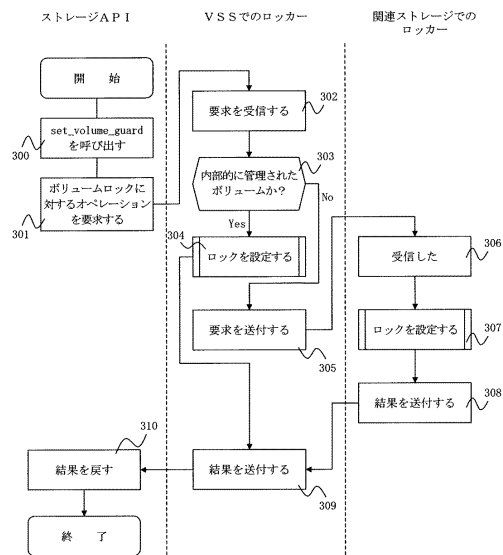 ストレージAPI
VSSでのロッカー
関連ストレージでの
ロッカー
開 始
set_volume_guard
を呼び出す
300
ボリュームロックに
対するオペレーション
を要求する
301
要求を受信する
302
303
内部的に管理された
ボリュームか?
No
Yes
304
ロックを設定する
要求を送付する
305
受信した
306
ロックを設定する
307
結果を送付する
308
結果を送付する
309
310
結果を戻す
終 了